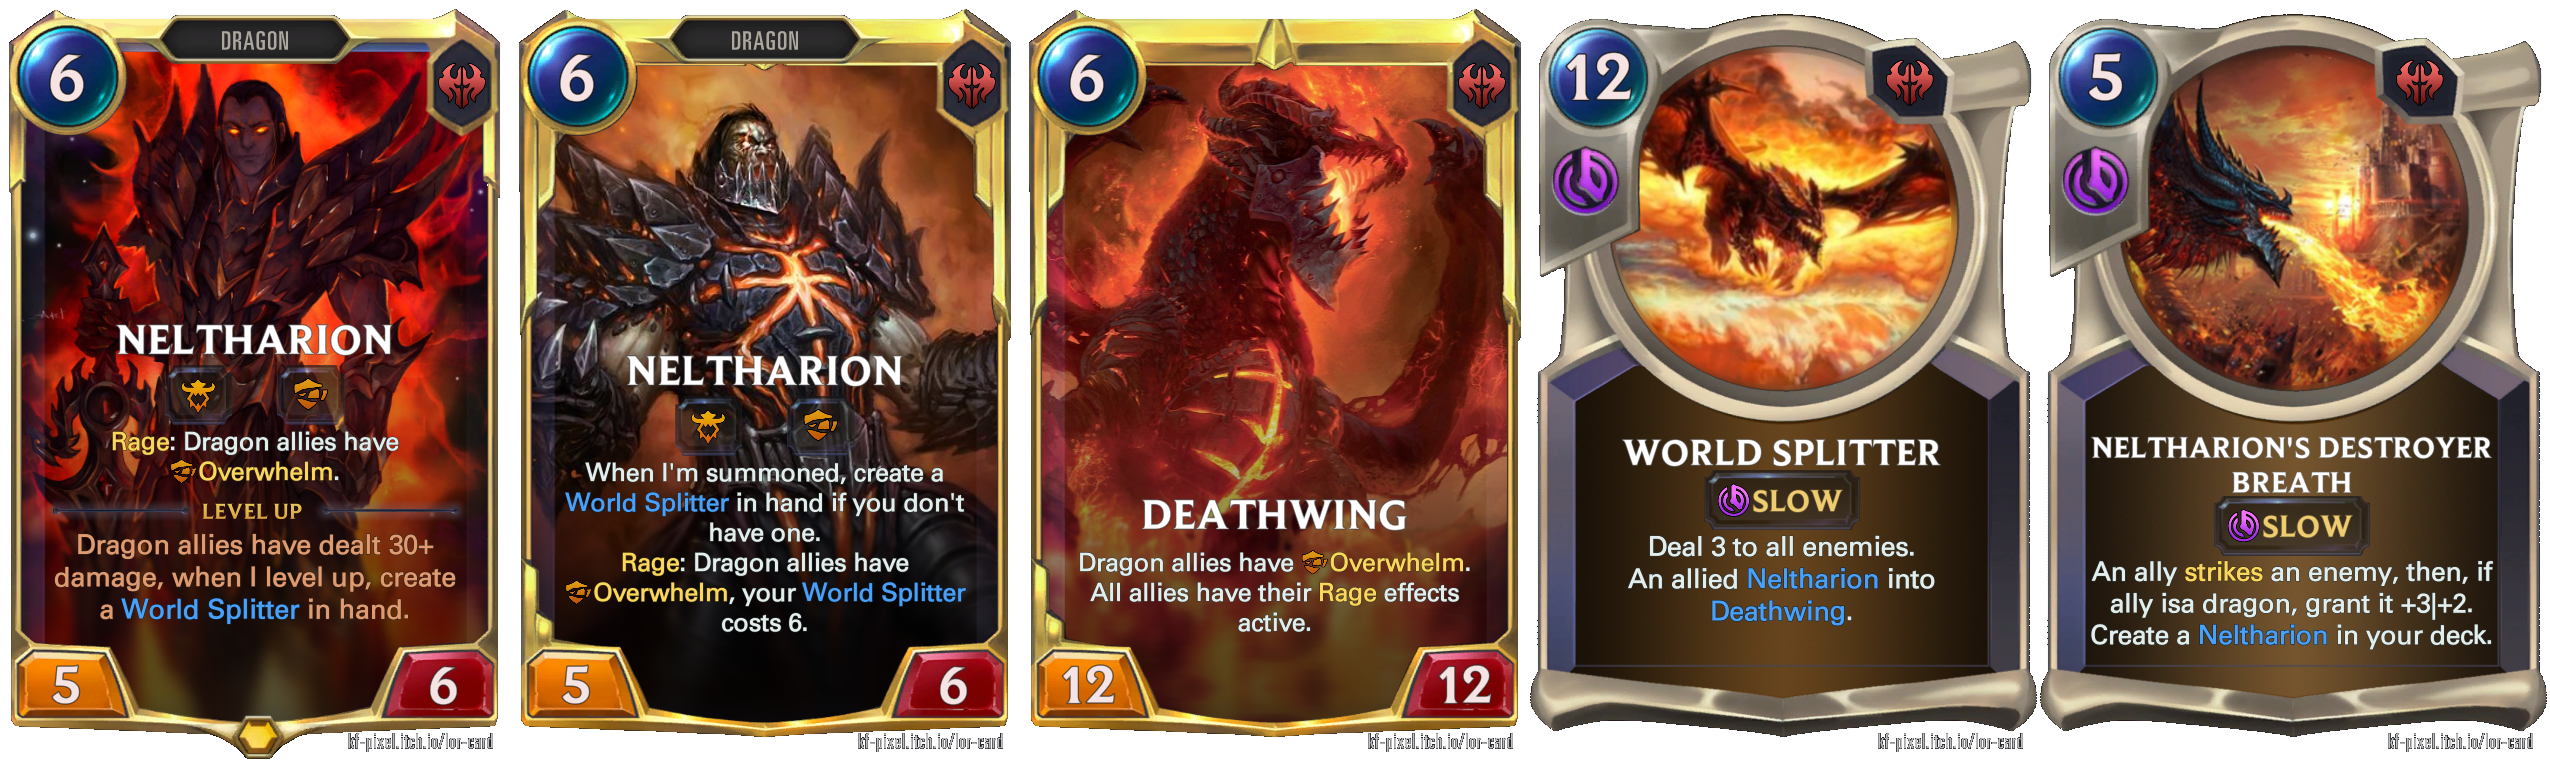 DRAGON
6
NELTHARION
Rage: Dragon allies have
Overwhelm.
LEVEL UP
Dragon allies have dealt 30+
damage, when I level up, create
a World Splitter in hand.
5
6
kf-pixel.itch.io/lor-card
DRAGON
6
NELTHARION
When I'm summoned, create a
World Splitter in hand if you don't
have one.
Rage: Dragon allies have
Overwhelm, your World Splitter
costs 6.
5
6
kf-pixel.itch.io/lor-card
6
DEATHWING
Dragon allies have Overwhelm.
All allies have their Rage effects
active.
12
12
kf-pixel.itch.io/lor-card
12
WORLD SPLITTER
SLOW
Deal 3 to all enemies.
An allied Neltharion into
Deathwing.
kf-pixel.itch.io/lor-card
5
NELTHARION'S DESTROYER
BREATH
SLOW
An ally strikes an enemy, then, if
ally isa dragon, grant it +3|+2.
Create a Neltharion in your deck.
kf-pixel.itch.io/lor-card